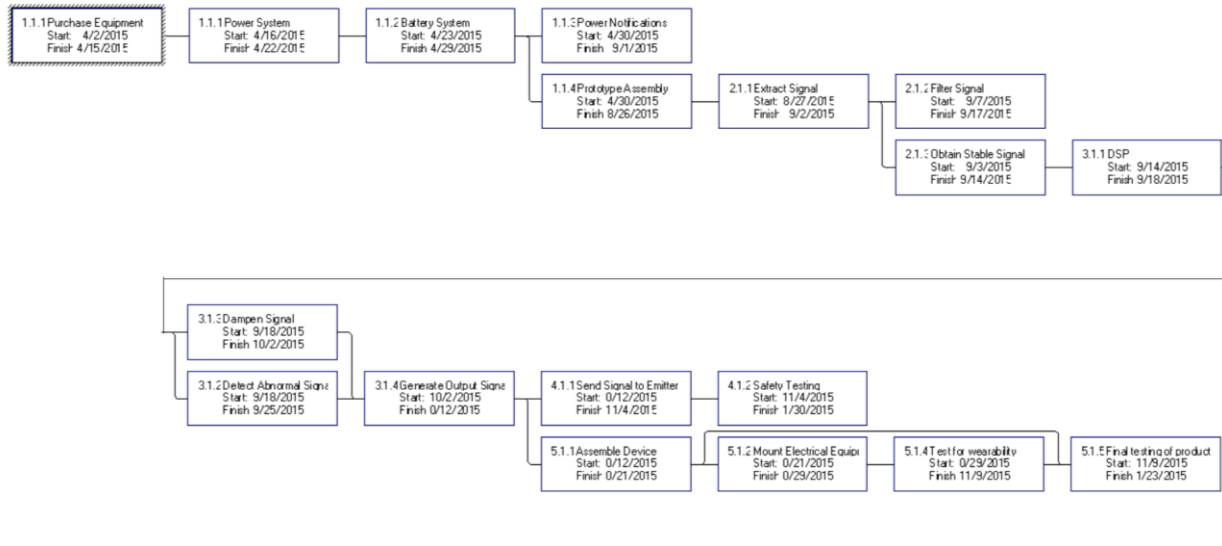 1.1.1 Purchase Equipment
Start: 4/2/2015
Finish 4/15/2015
1.1.1 Power System
Start: 4/16/2015
Finish 4/22/2015
1.1.2 Battery System
Start: 4/23/2015
Finish 4/29/2015
1.1.3 Power Notifications
Start: 4/30/2015
Finish 9/1/2015
1.1.4 Prototype Assembly
Start: 4/30/2015
Finish 8/26/2015
2.1.1 Extract Signal
Start: 8/27/2015
Finish 9/2/2015
2.1.2 Filter Signal
Start: 9/7/2015
Finish 9/17/2015
2.1.3 Obtain Stable Signal
Start: 9/3/2015
Finish 9/14/2015
3.1.1 DSP
Start: 9/14/2015
Finish 9/18/2015
3.1.3 Dampen Signal
Start: 9/18/2015
Finish 10/2/2015
3.1.2 Detect Abnormal Signa
Start: 9/18/2015
Finish 9/25/2015
3.1.4 Generate Output Signa
Start: 10/2/2015
Finish 0/12/2015
4.1.1 Send Signal to Emitter
Start: 0/12/2015
Finish 11/4/2015
4.1.2 Safety Testing
Start: 11/4/2015
Finish 1/30/2015
5.1.1 Assemble Device
Start: 0/12/2015
Finish 0/21/2015
5.1.2 Mount Electrical Equip
Start: 0/21/2015
Finish 0/29/2015
5.1.4 Test for wearability
Start: 0/29/2015
Finish 11/9/2015
5.1.5 Final testing of product
Start: 11/9/2015
Finish 1/23/2015